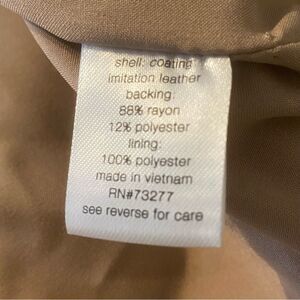 shell: coating
imitation leather
backing:
88% rayon
12% polyester
lining:
100% polyester
made in vietnam
RN#73277
see reverse for care